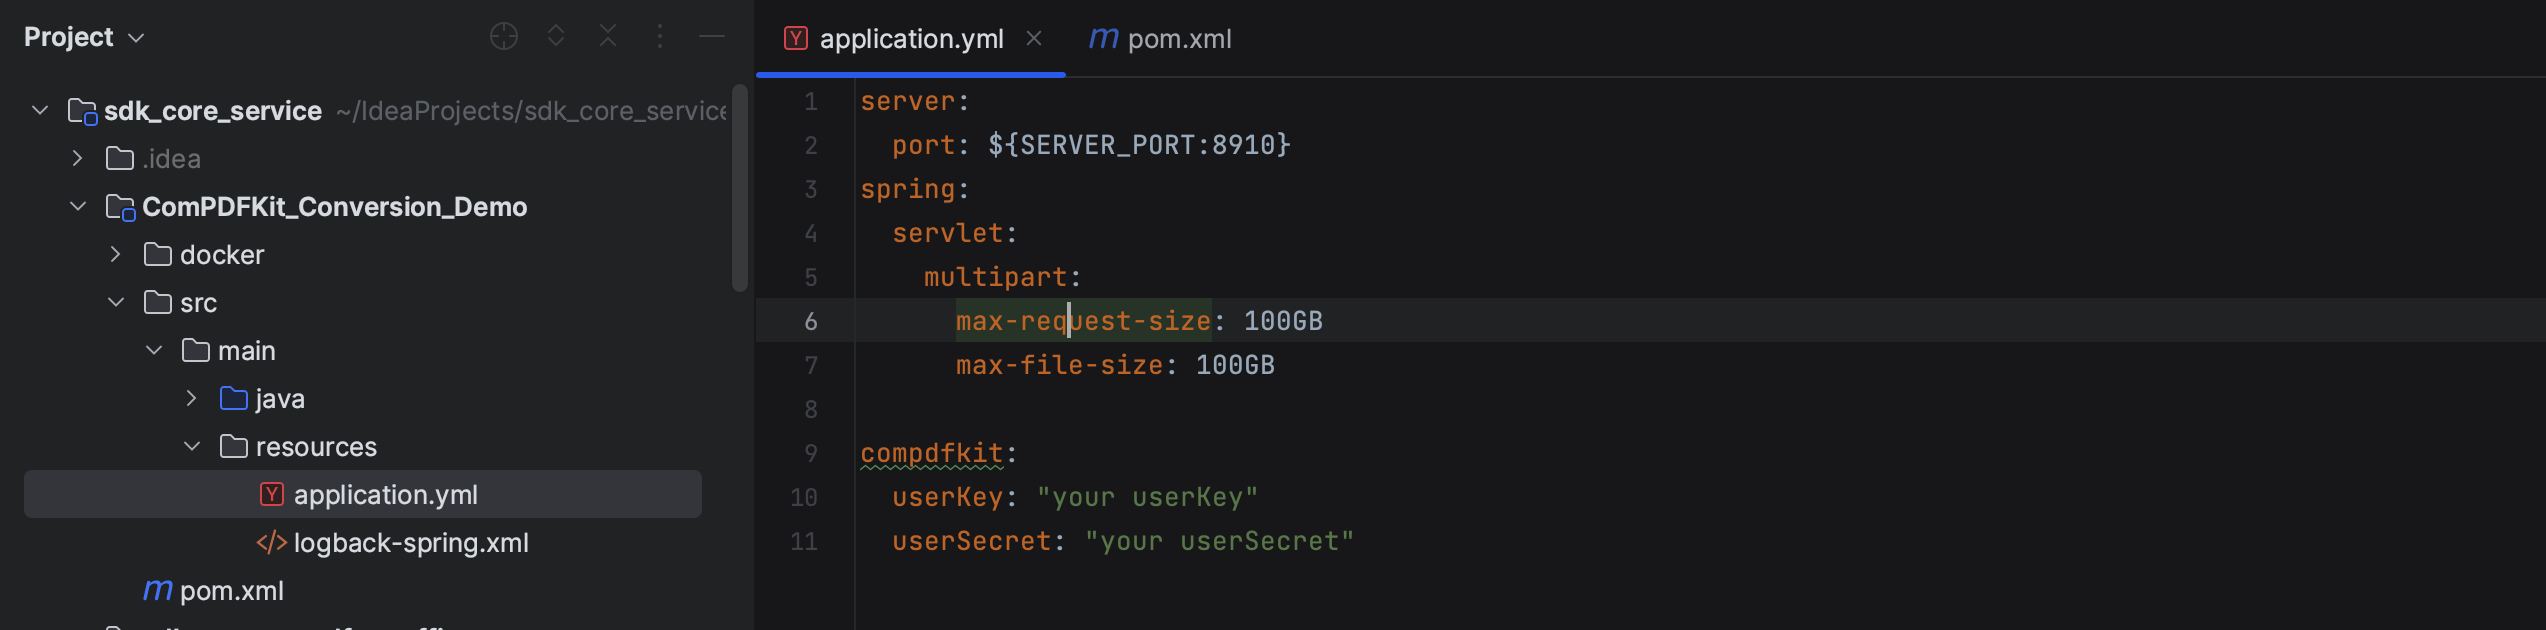 Project
sdk_core_service ~/IdeaProjects/sdk_core_service
.idea
ComPDFKit_Conversion_Demo
docker
src
main
java
resources
application.yml
logback-spring.xml
pom.xml
application.yml pom.xml
1 server:
2 port: ${SERVER_PORT:8910}
3 spring:
4 servlet:
5 multipart:
6 max-request-size: 100GB
7 max-file-size: 100GB
8
9 compdfkit:
10 userKey: "your userKey"
11 userSecret: "your userSecret"